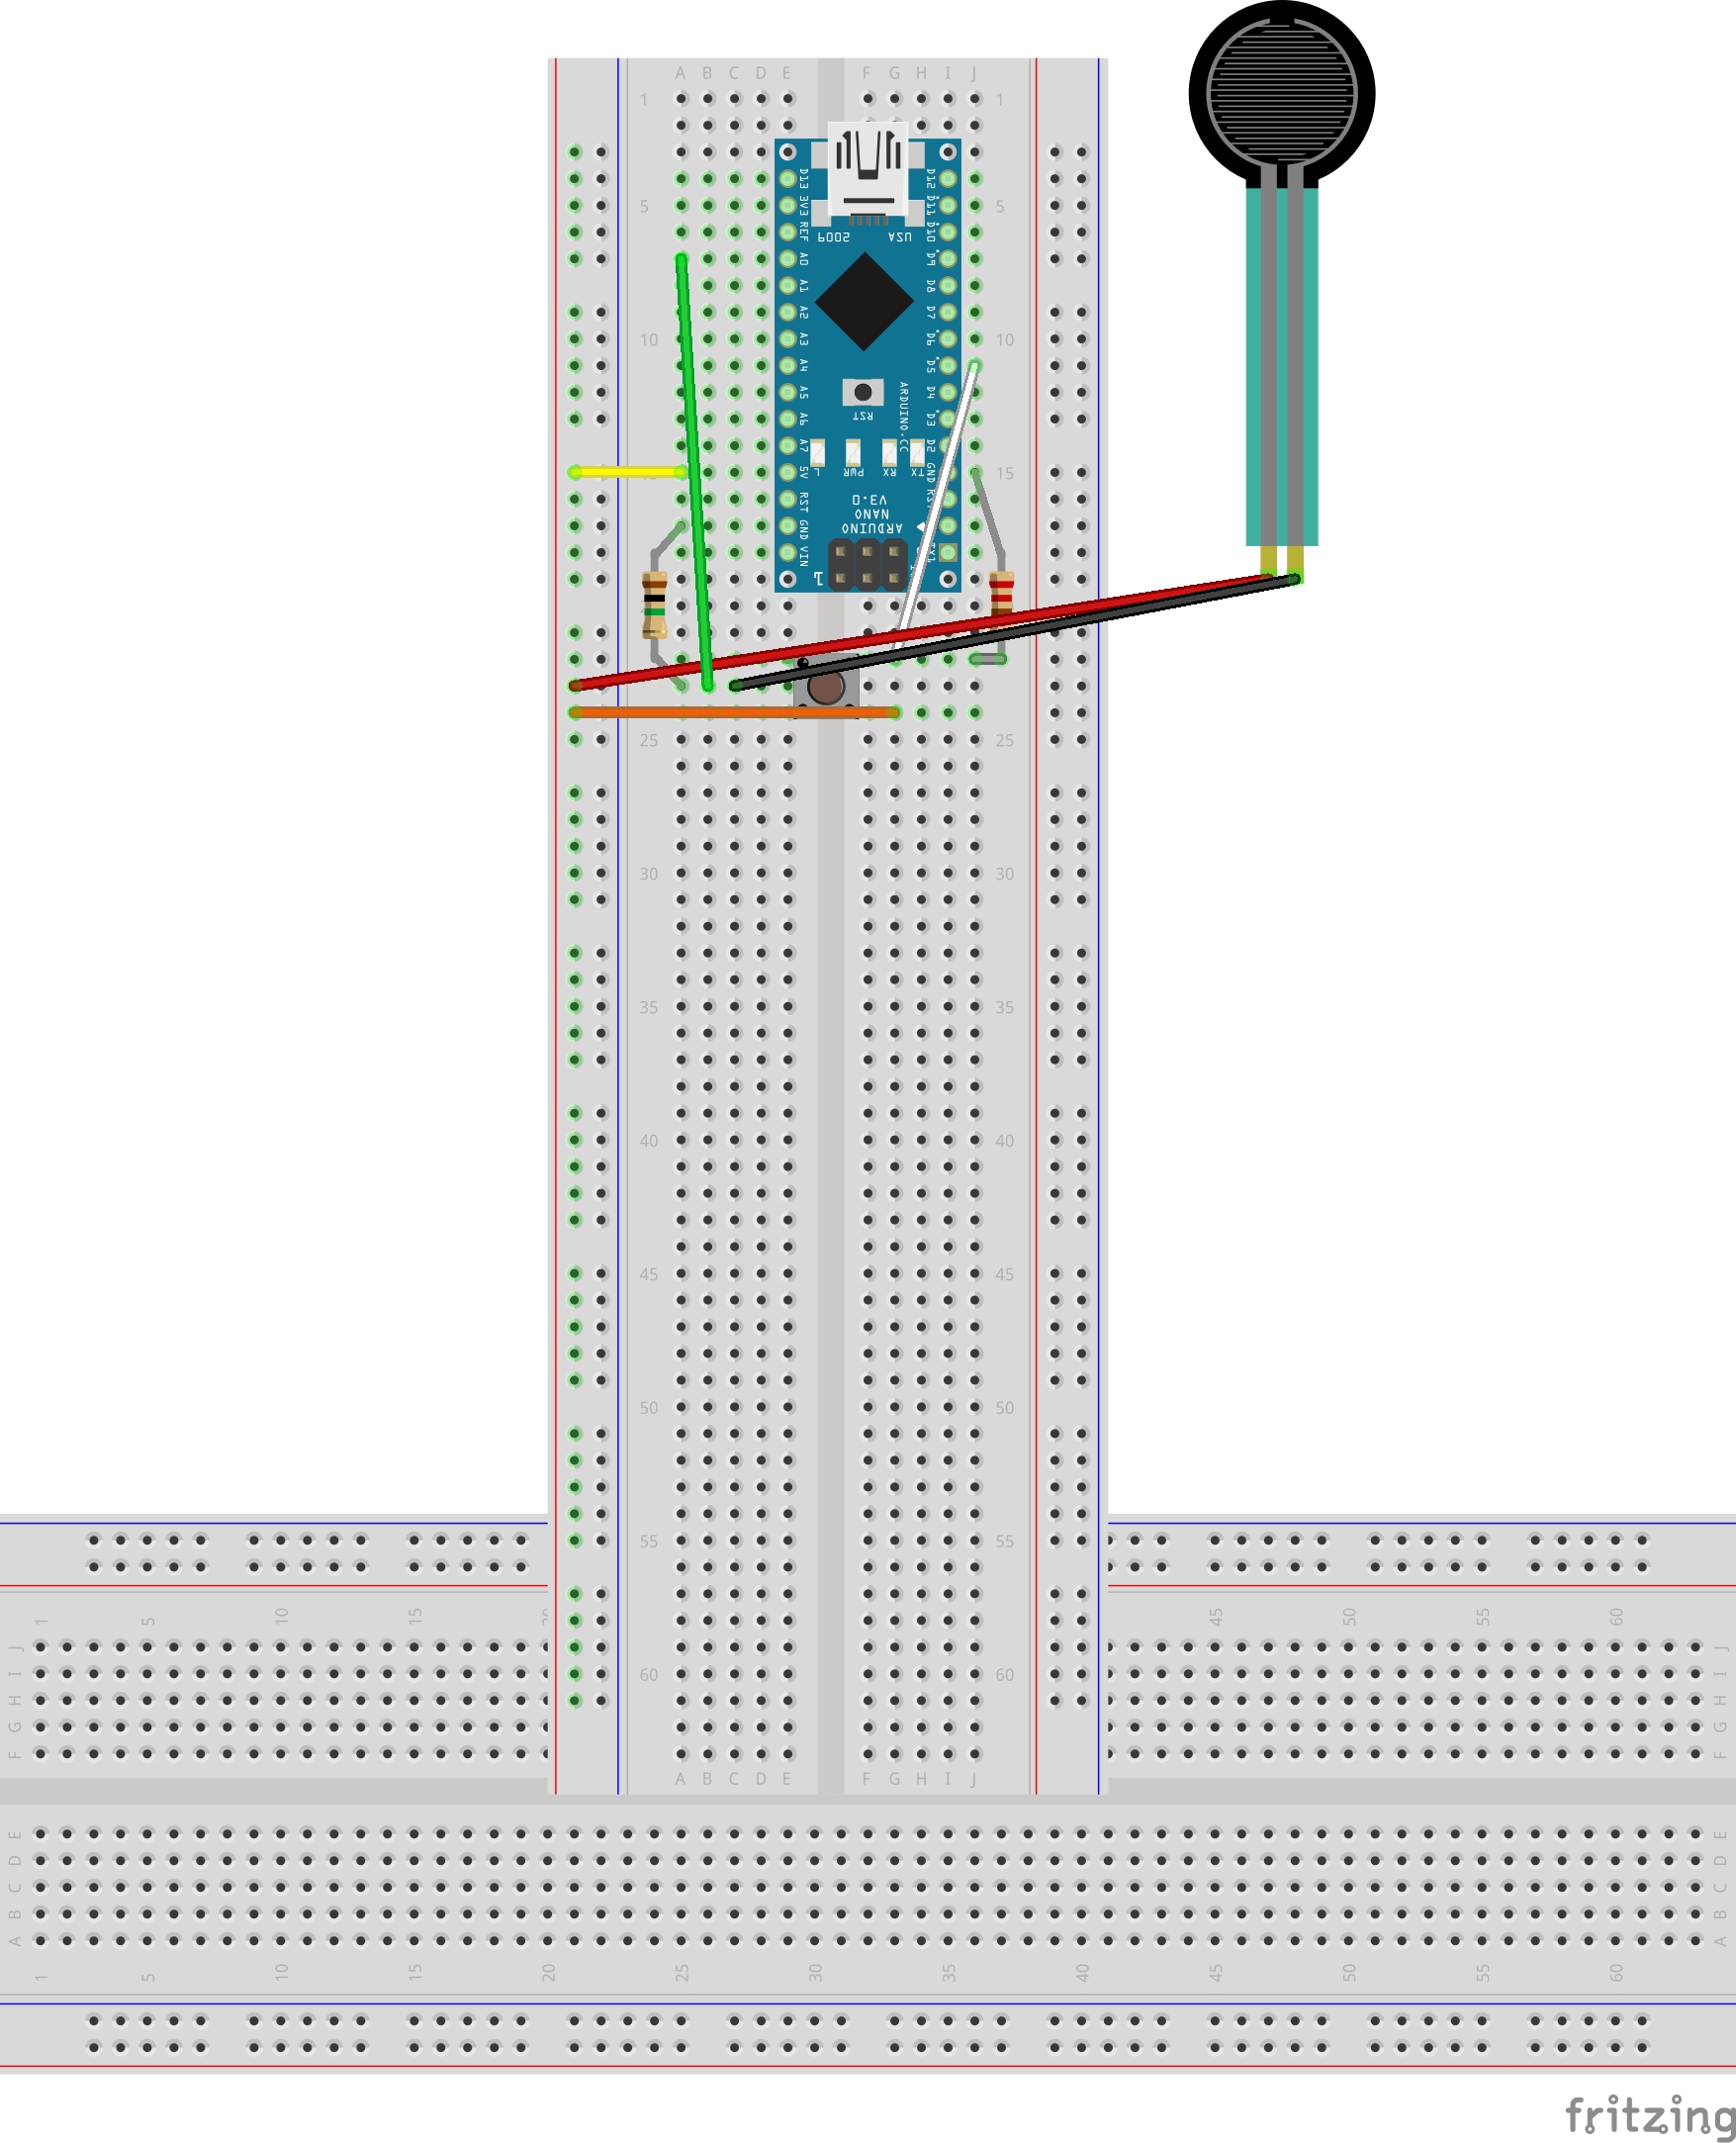 A B C D E F G H I J
1 1
5 5
10 10
15
25 25
30 30
35 35
40 40
45 45
50 50
55 55
60 60
A B C D E F G H I J
D13
3V3
REF
A0
A1
A2
A3
A4
A5
A6
A7
5V
RST
GND
VIN
D12
D11
D10
D9
D8
D7
D6
D5
D4
D3
D2
GND
TX1
2009 USA
RST
ARDUINO.CC
L PWR RX TX
V3.0
NANO
ARDUINO
1
1 5 10 15 20 45 50 55 60
J J
I I
H H
G G
F F
E E
D D
C C
B B
A A
1 5 10 15 20 25 30 35 40 45 50 55 60
fritzing